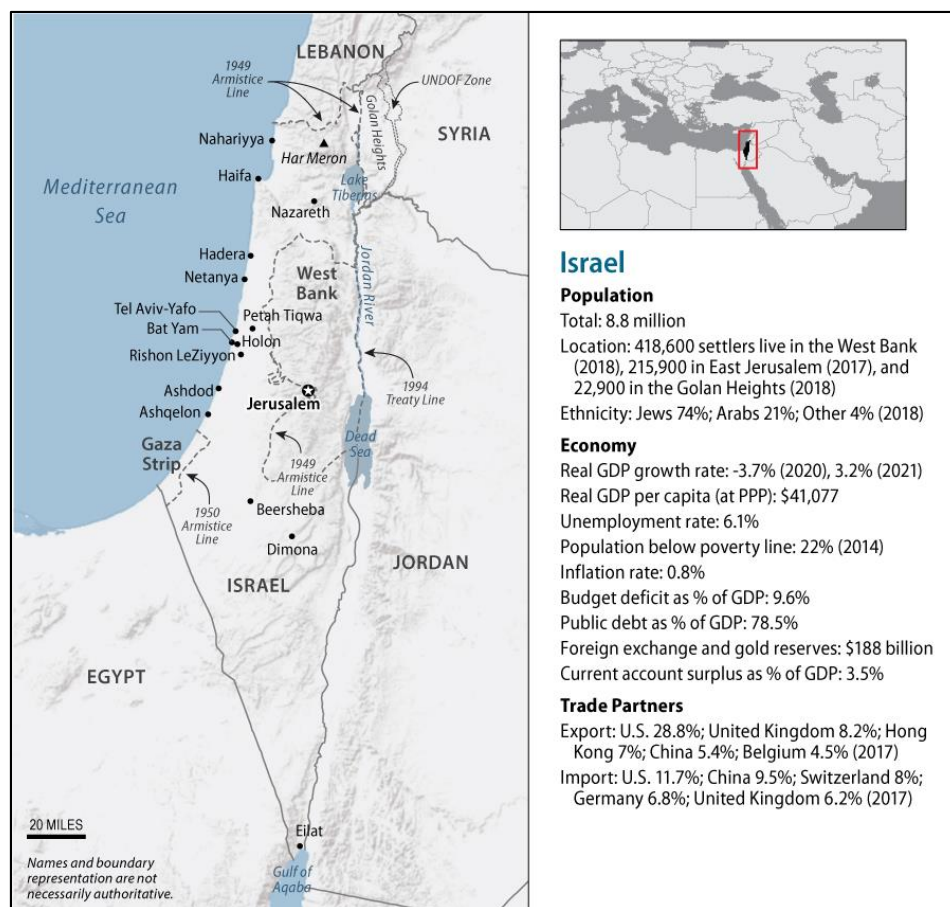 LEBANON
1949
Armistice
Line
UNDOF Zone
Golan Heights
SYRIA
Nahariyya
Har Meron
Haifa
Lake
Tiberias
Mediterranean
Sea
Nazareth
Hadera
West
Bank
Jordan River
Netanya
Tel Aviv-Yafo
Petah Tiqwa
Bat Yam
Holon
Rishon LeZiyyon
1994
Treaty Line
Ashdod
Jerusalem
Ashqelon
Dead
Sea
Gaza
Strip
1949
Armistice
Line
1950
Armistice
Line
Beersheba
Dimona
JORDAN
ISRAEL
EGYPT
20 MILES
Eilat
Names and boundary
representation are not
necessarily authoritative.
Gulf of
Aqaba
Israel
Population
Total: 8.8 million
Location: 418,600 settlers live in the West Bank
(2018), 215,900 in East Jerusalem (2017), and
22,900 in the Golan Heights (2018)
Ethnicity: Jews 74%; Arabs 21%; Other 4% (2018)
Economy
Real GDP growth rate: -3.7% (2020), 3.2% (2021)
Real GDP per capita (at PPP): $41,077
Unemployment rate: 6.1%
Population below poverty line: 22% (2014)
Inflation rate: 0.8%
Budget deficit as % of GDP: 9.6%
Public debt as % of GDP: 78.5%
Foreign exchange and gold reserves: $188 billion
Current account surplus as % of GDP: 3.5%
Trade Partners
Export: U.S. 28.8%; United Kingdom 8.2%; Hong
Kong 7%; China 5.4%; Belgium 4.5% (2017)
Import: U.S. 11.7%; China 9.5%; Switzerland 8%;
Germany 6.8%; United Kingdom 6.2% (2017)